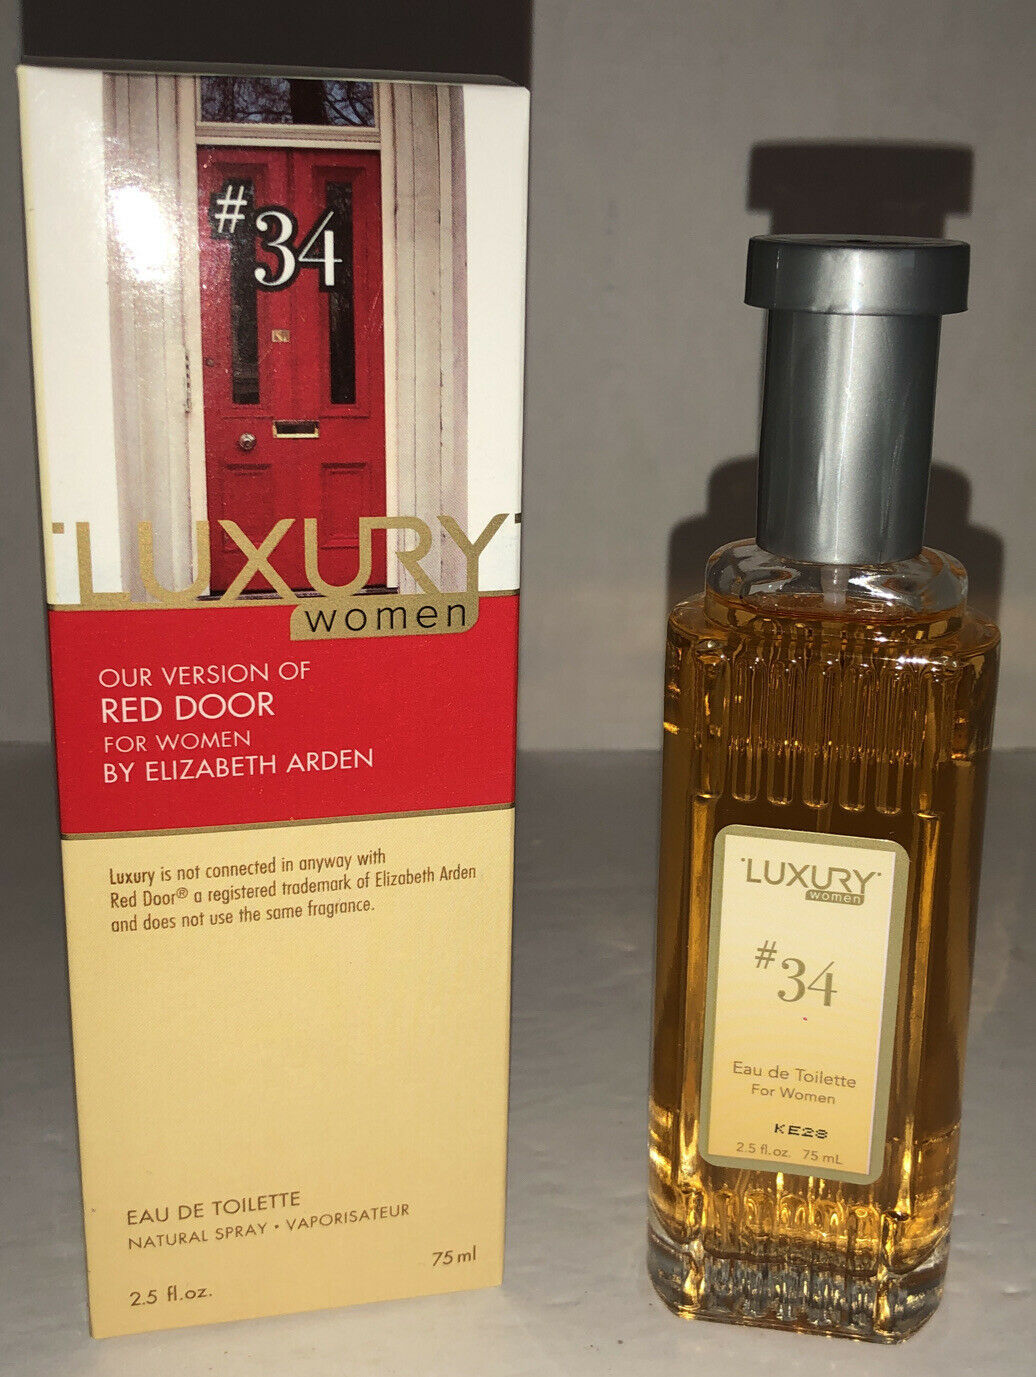 #34
LUXURY
women
OUR VERSION OF
RED DOOR
FOR WOMEN
BY ELIZABETH ARDEN
Luxury is not connected in anyway with
Red Door® a registered trademark of Elizabeth Arden
and does not use the same fragrance.
EAU DE TOILETTE
NATURAL SPRAY • VAPORISATEUR
75 ml
2.5 fl.oz.
LUXURY
women
#34
Eau de Toilette
For Women
KE28
2.5 fl.oz. 75 mL